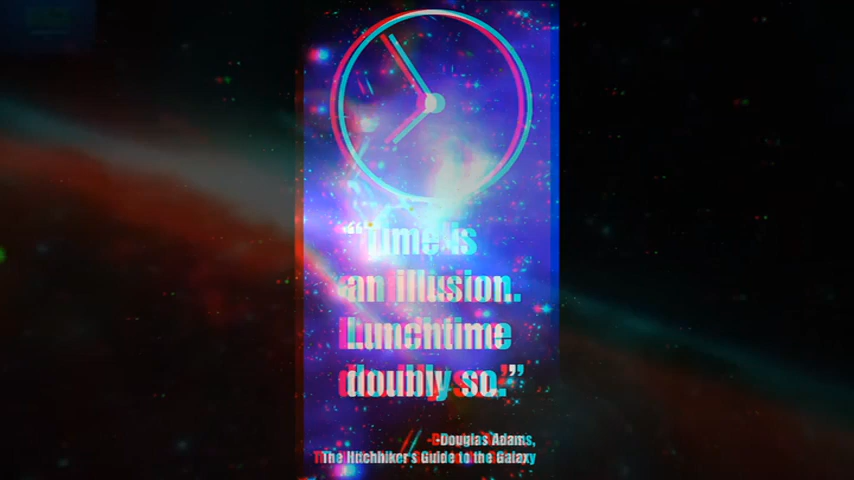 “Time is
an illusion.
Lunchtime
doubly so.”
-Douglas Adams,
The Hitchhiker's Guide to the Galaxy